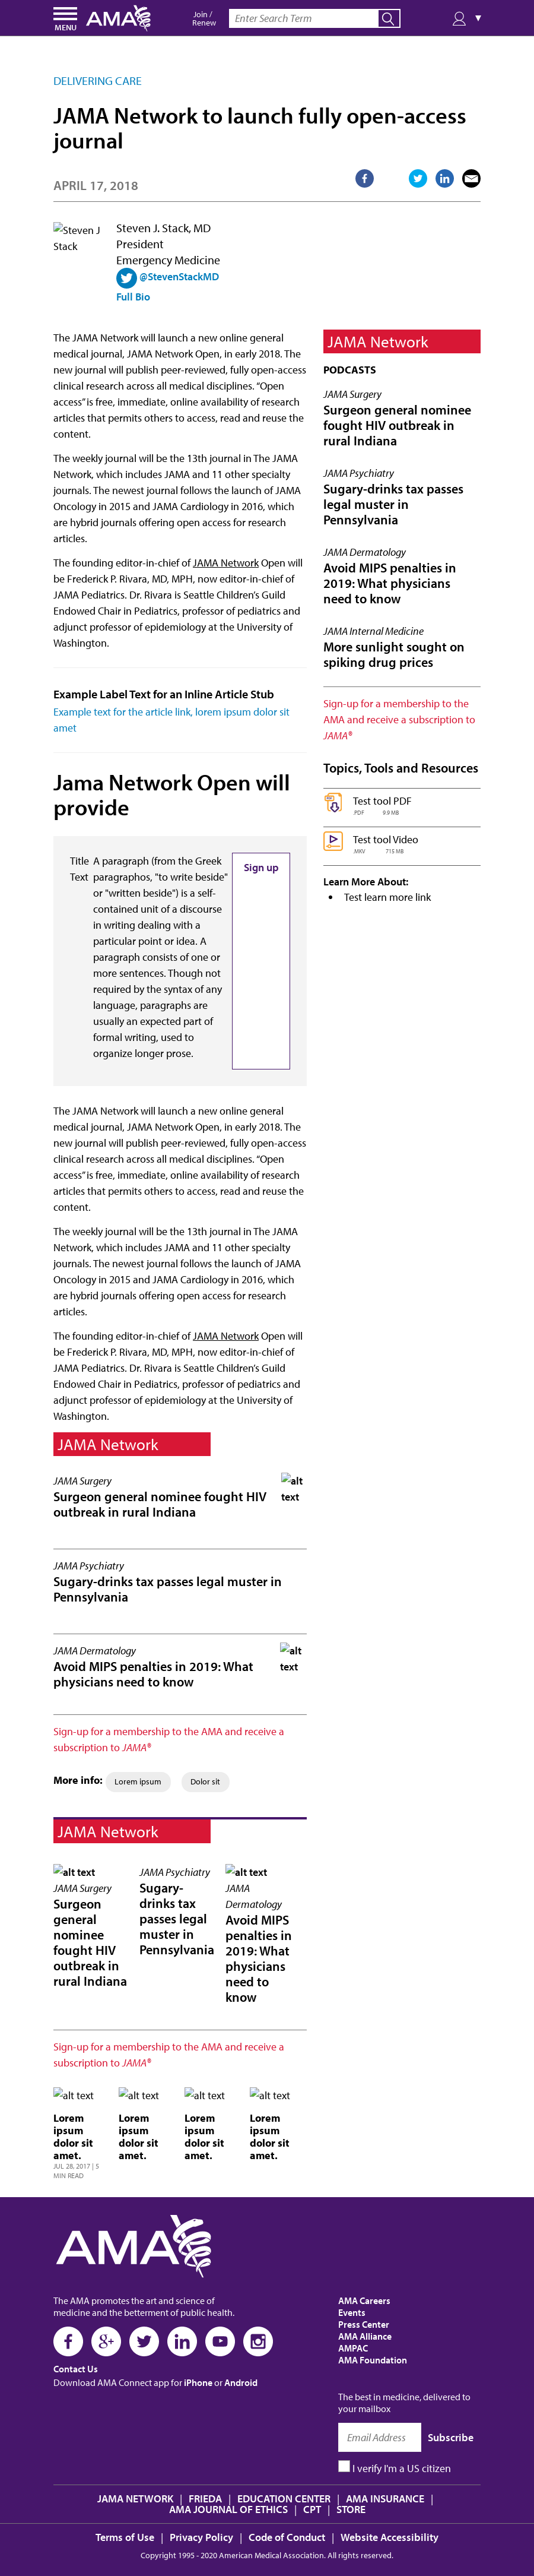 MENU
AMA
Join /
Renew
Enter Search Term
▼
DELIVERING CARE
JAMA Network to launch fully open-access
journal
APRIL 17, 2018
Steven J
Stack
Steven J. Stack, MD
President
Emergency Medicine
@StevenStackMD
Full Bio
The JAMA Network will launch a new online general
medical journal, JAMA Network Open, in early 2018. The
new journal will publish peer-reviewed, fully open-access
clinical research across all medical disciplines. “Open
access” is free, immediate, online availability of research
articles that permits others to access, read and reuse the
content.
The weekly journal will be the 13th journal in The JAMA
Network, which includes JAMA and 11 other specialty
journals. The newest journal follows the launch of JAMA
Oncology in 2015 and JAMA Cardiology in 2016, which
are hybrid journals offering open access for research
articles.
The founding editor-in-chief of JAMA Network Open will
be Frederick P. Rivara, MD, MPH, now editor-in-chief of
JAMA Pediatrics. Dr. Rivara is Seattle Children’s Guild
Endowed Chair in Pediatrics, professor of pediatrics and
adjunct professor of epidemiology at the University of
Washington.
Example Label Text for an Inline Article Stub
Example text for the article link, lorem ipsum dolor sit
amet
Jama Network Open will
provide
Title
Text
A paragraph (from the Greek
paragraphos, "to write beside"
or "written beside") is a self-
contained unit of a discourse
in writing dealing with a
particular point or idea. A
paragraph consists of one or
more sentences. Though not
required by the syntax of any
language, paragraphs are
usually an expected part of
formal writing, used to
organize longer prose.
Sign up
The JAMA Network will launch a new online general
medical journal, JAMA Network Open, in early 2018. The
new journal will publish peer-reviewed, fully open-access
clinical research across all medical disciplines. “Open
access” is free, immediate, online availability of research
articles that permits others to access, read and reuse the
content.
The weekly journal will be the 13th journal in The JAMA
Network, which includes JAMA and 11 other specialty
journals. The newest journal follows the launch of JAMA
Oncology in 2015 and JAMA Cardiology in 2016, which
are hybrid journals offering open access for research
articles.
The founding editor-in-chief of JAMA Network Open will
be Frederick P. Rivara, MD, MPH, now editor-in-chief of
JAMA Pediatrics. Dr. Rivara is Seattle Children’s Guild
Endowed Chair in Pediatrics, professor of pediatrics and
adjunct professor of epidemiology at the University of
Washington.
JAMA Network
JAMA Surgery
Surgeon general nominee fought HIV
outbreak in rural Indiana
alt
text
JAMA Psychiatry
Sugary-drinks tax passes legal muster in
Pennsylvania
JAMA Dermatology
Avoid MIPS penalties in 2019: What
physicians need to know
alt
text
Sign-up for a membership to the AMA and receive a
subscription to JAMA®
More info: Lorem ipsum Dolor sit
JAMA Network
alt text
JAMA Surgery
Surgeon
general
nominee
fought HIV
outbreak in
rural Indiana
JAMA Psychiatry
Sugary-
drinks tax
passes legal
muster in
Pennsylvania
alt text
JAMA
Dermatology
Avoid MIPS
penalties in
2019: What
physicians
need to
know
Sign-up for a membership to the AMA and receive a
subscription to JAMA®
alt text
Lorem
ipsum
dolor sit
amet.
JUL 28, 2017 | 5
MIN READ
alt text
Lorem
ipsum
dolor sit
amet.
alt text
Lorem
ipsum
dolor sit
amet.
alt text
Lorem
ipsum
dolor sit
amet.
JAMA Network
PODCASTS
JAMA Surgery
Surgeon general nominee
fought HIV outbreak in
rural Indiana
JAMA Psychiatry
Sugary-drinks tax passes
legal muster in
Pennsylvania
JAMA Dermatology
Avoid MIPS penalties in
2019: What physicians
need to know
JAMA Internal Medicine
More sunlight sought on
spiking drug prices
Sign-up for a membership to the
AMA and receive a subscription to
JAMA®
Topics, Tools and Resources
Test tool PDF
.PDF 9.9 MB
Test tool Video
.MKV 715 MB
Learn More About:
• Test learn more link
AMA
The AMA promotes the art and science of
medicine and the betterment of public health.
Contact Us
Download AMA Connect app for iPhone or Android
AMA Careers
Events
Press Center
AMA Alliance
AMPAC
AMA Foundation
The best in medicine, delivered to
your mailbox
Email Address
Subscribe
I verify I'm a US citizen
JAMA NETWORK | FRIEDA | EDUCATION CENTER | AMA INSURANCE |
AMA JOURNAL OF ETHICS | CPT | STORE
Terms of Use | Privacy Policy | Code of Conduct | Website Accessibility
Copyright 1995 - 2020 American Medical Association. All rights reserved.